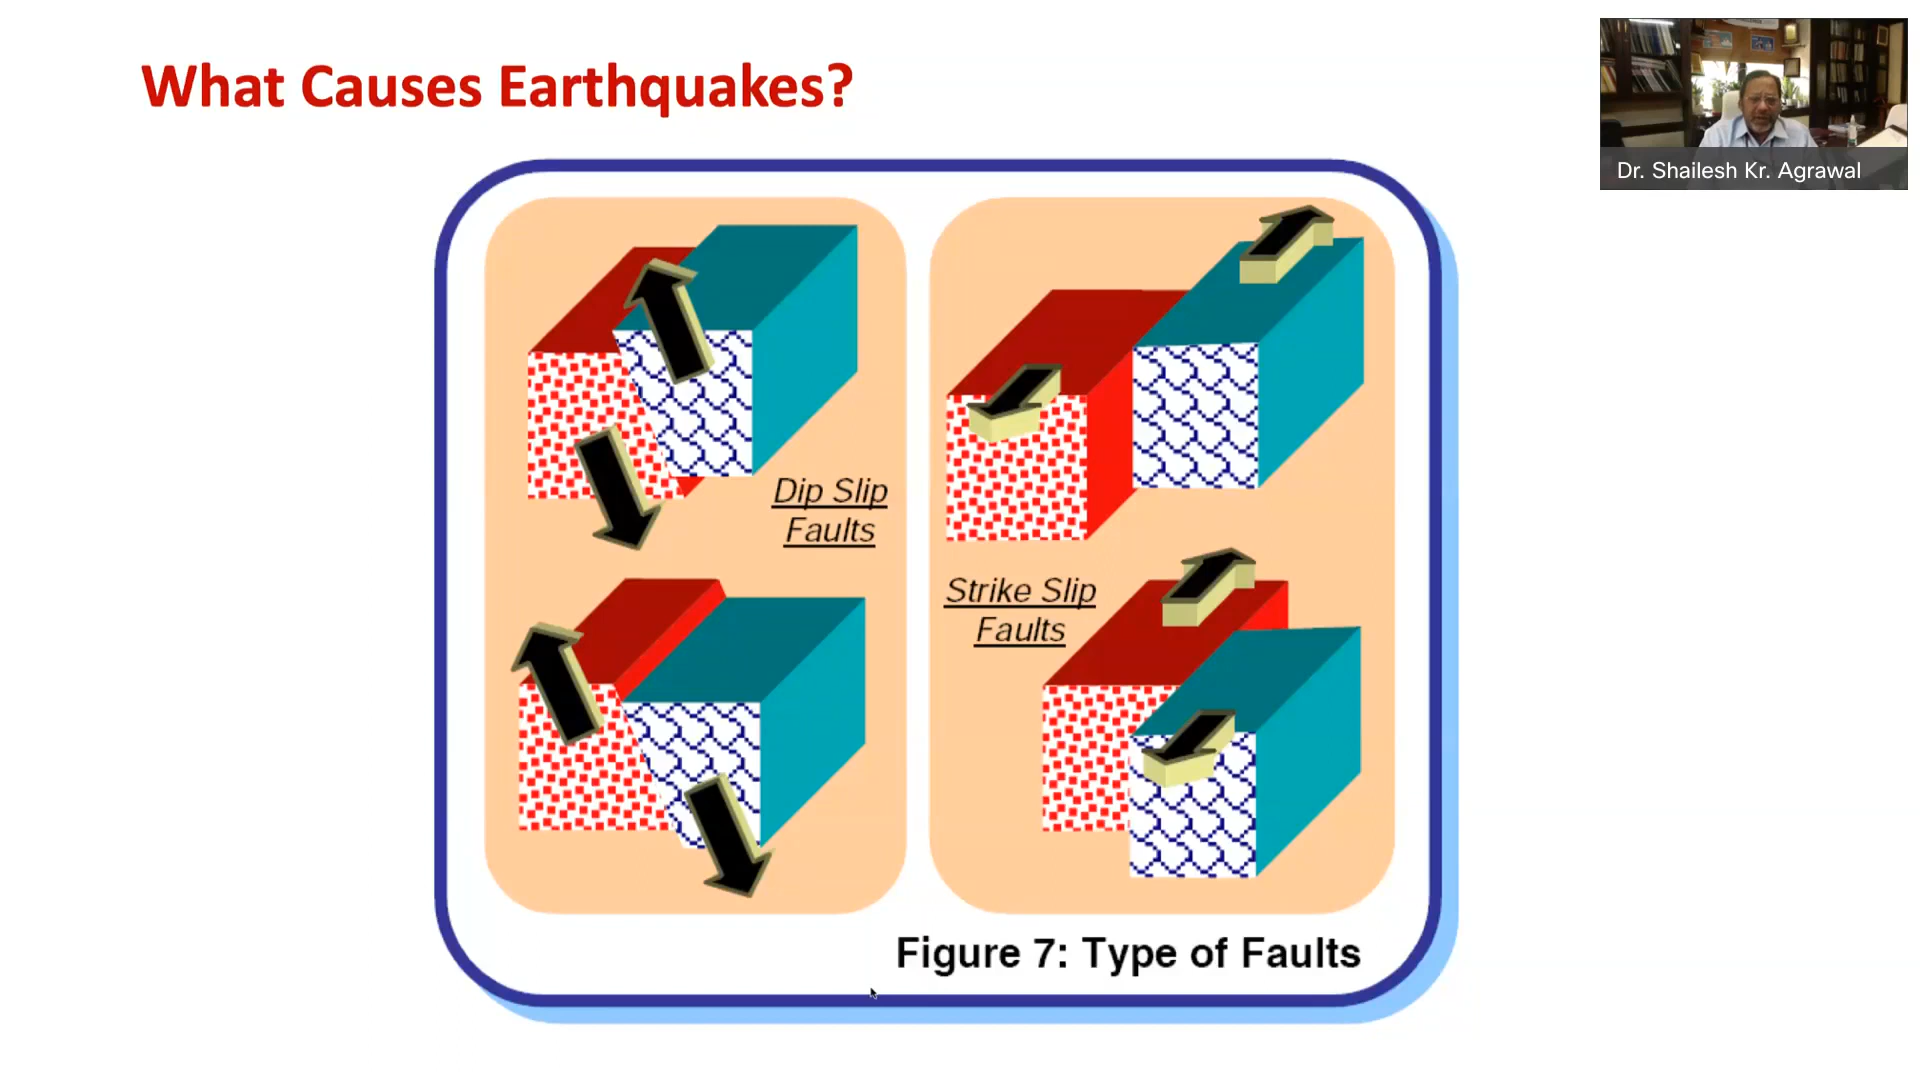 What Causes Earthquakes?
Dr. Shailesh Kr. Agrawal
Dip Slip
Faults
Strike Slip
Faults
Figure 7: Type of Faults